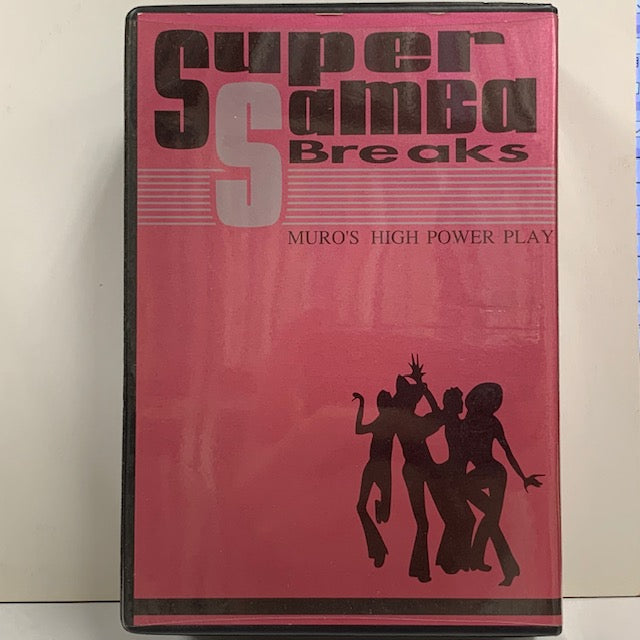 Super
Samba
Breaks
MURO'S HIGH POWER PLAY